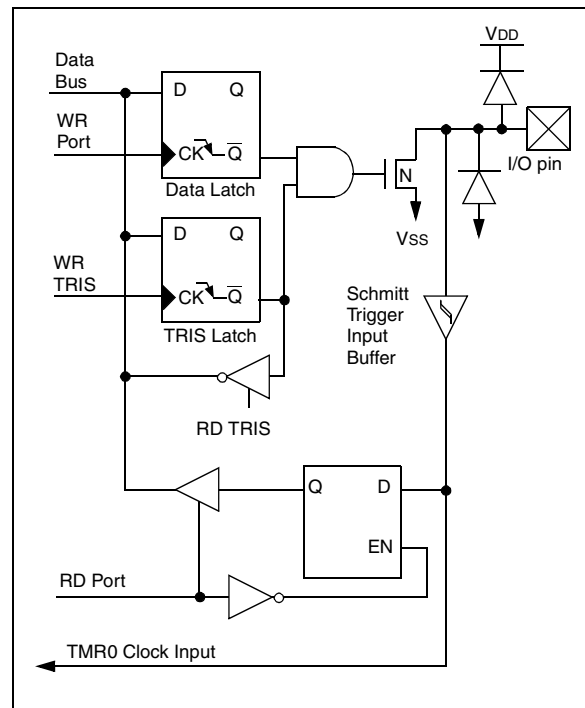 VDD
Data
Bus
D Q
WR
Port
CK Q̅
N
I/O pin
Data Latch
VSS
D Q
WR
TRIS
CK Q̅
Schmitt
Trigger
Input
Buffer
TRIS Latch
RD TRIS
Q D
EN
RD Port
TMR0 Clock Input